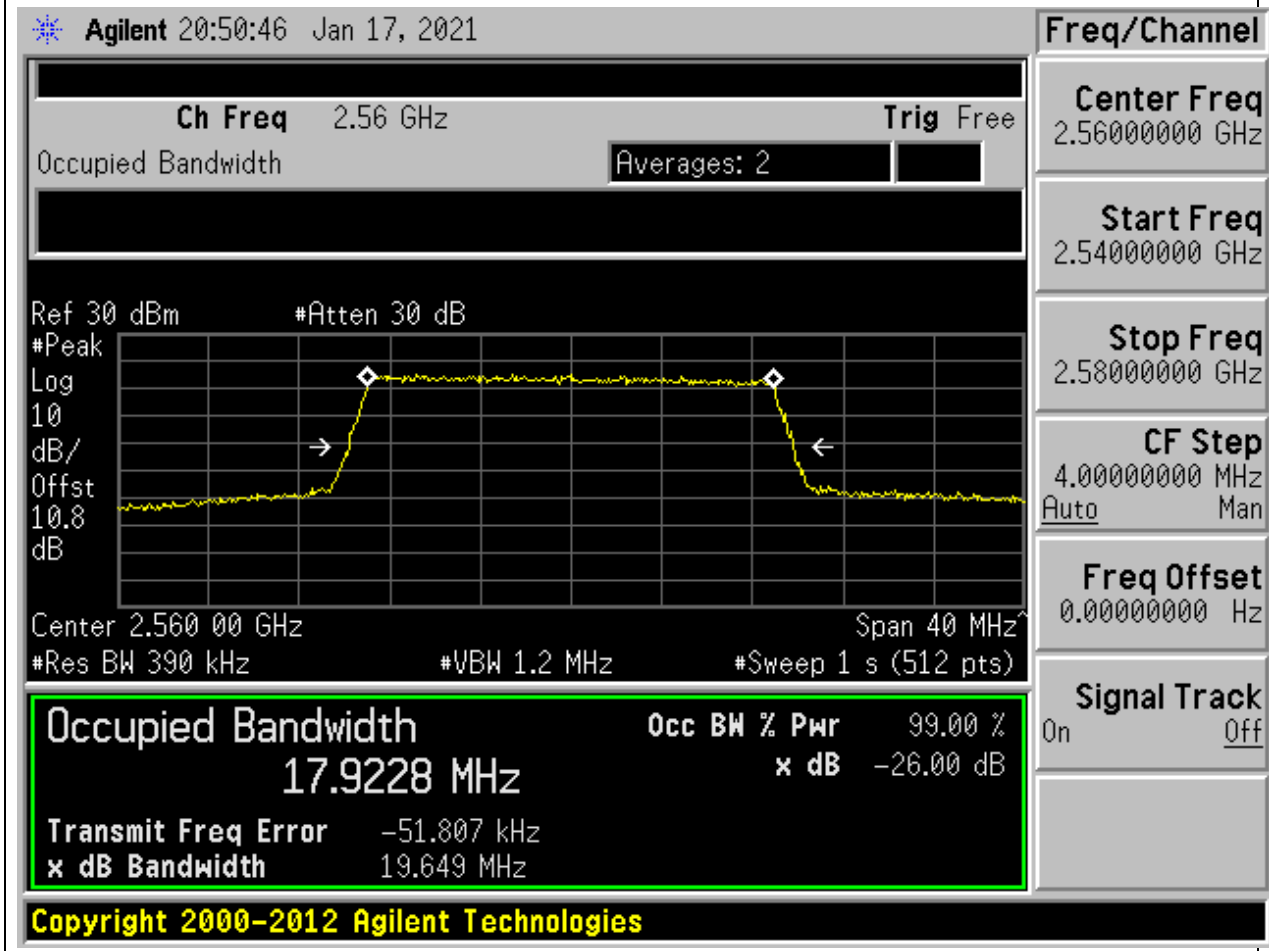 Agilent 20:50:46 Jan 17, 2021
Ch Freq 2.56 GHz Trig Free
Occupied Bandwidth Averages: 2
Ref 30 dBm #Atten 30 dB
#Peak
Log
10
dB/
Offst
10.8
dB
Center 2.560 00 GHz Span 40 MHz^
#Res BW 390 kHz #VBW 1.2 MHz #Sweep 1 s (512 pts)
Occupied Bandwidth Occ BW % Pwr 99.00 %
17.9228 MHz x dB -26.00 dB
Transmit Freq Error -51.807 kHz
x dB Bandwidth 19.649 MHz
Copyright 2000-2012 Agilent Technologies
Freq/Channel
Center Freq
2.56000000 GHz
Start Freq
2.54000000 GHz
Stop Freq
2.58000000 GHz
CF Step
4.00000000 MHz
Auto Man
Freq Offset
0.00000000 Hz
Signal Track
On Off